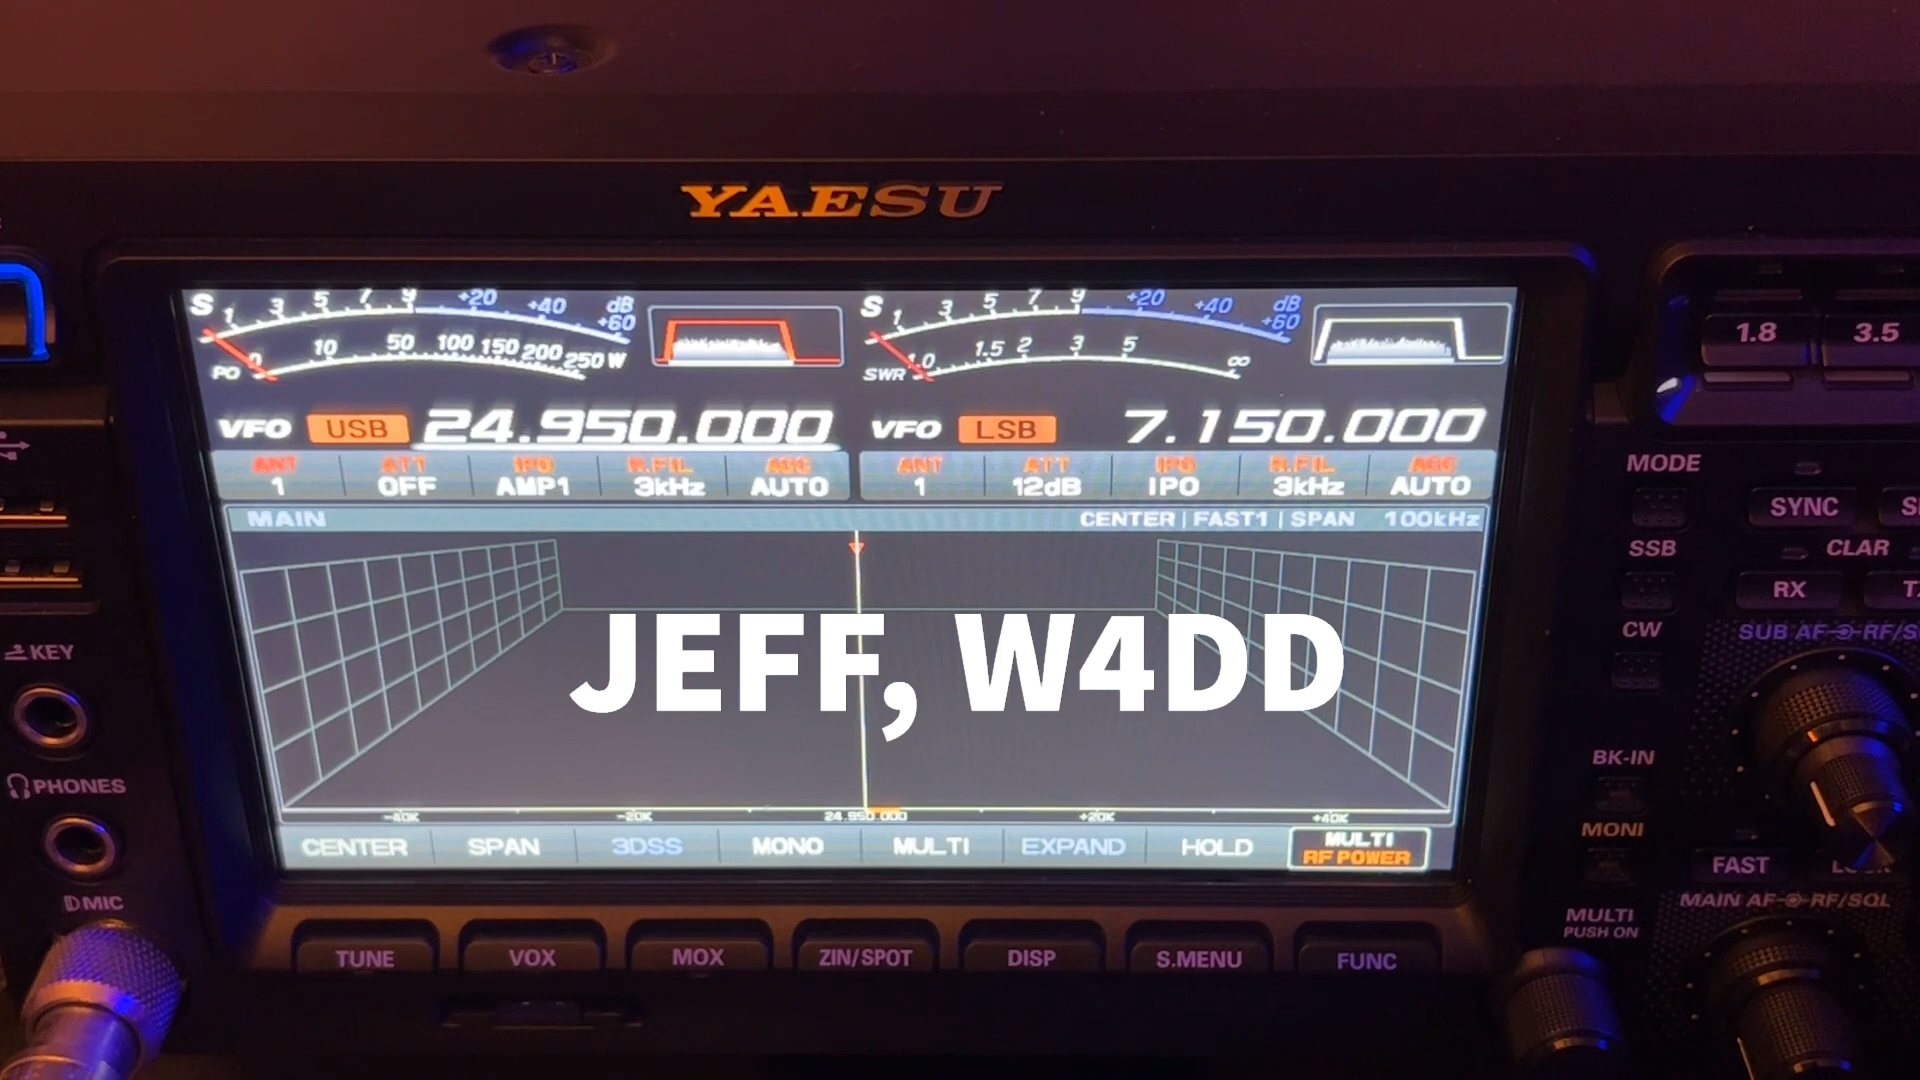 YAESU
S 1 3 5 7 9 +20 +40 dB +60
PO 0 10 50 100 150 200 250 W
S 1 3 5 7 9 +20 +40 dB +60
SWR 1.0 1.5 2 3 5 ∞
1.8 3.5
VFO USB 24.950.000
VFO LSB 7.150.000
ANT ATT IPO R.FIL AGC
1 OFF AMP1 3kHz AUTO
ANT ATT IPO R.FIL AGC
1 12dB IPO 3kHz AUTO
MAIN
CENTER | FAST1 | SPAN 100kHz
MODE
SYNC
SSB
CLAR
RX
CW
SUB AF RF/S
JEFF, W4DD
KEY
PHONES
BK-IN
MONI
-40K -20K 24.950.000 +20K +40K
CENTER SPAN 3DSS MONO MULTI EXPAND HOLD MULTI
RF POWER
FAST LOCK
MIC
MAIN AF RF/SQL
MULTI
PUSH ON
TUNE VOX MOX ZIN/SPOT DISP S.MENU FUNC